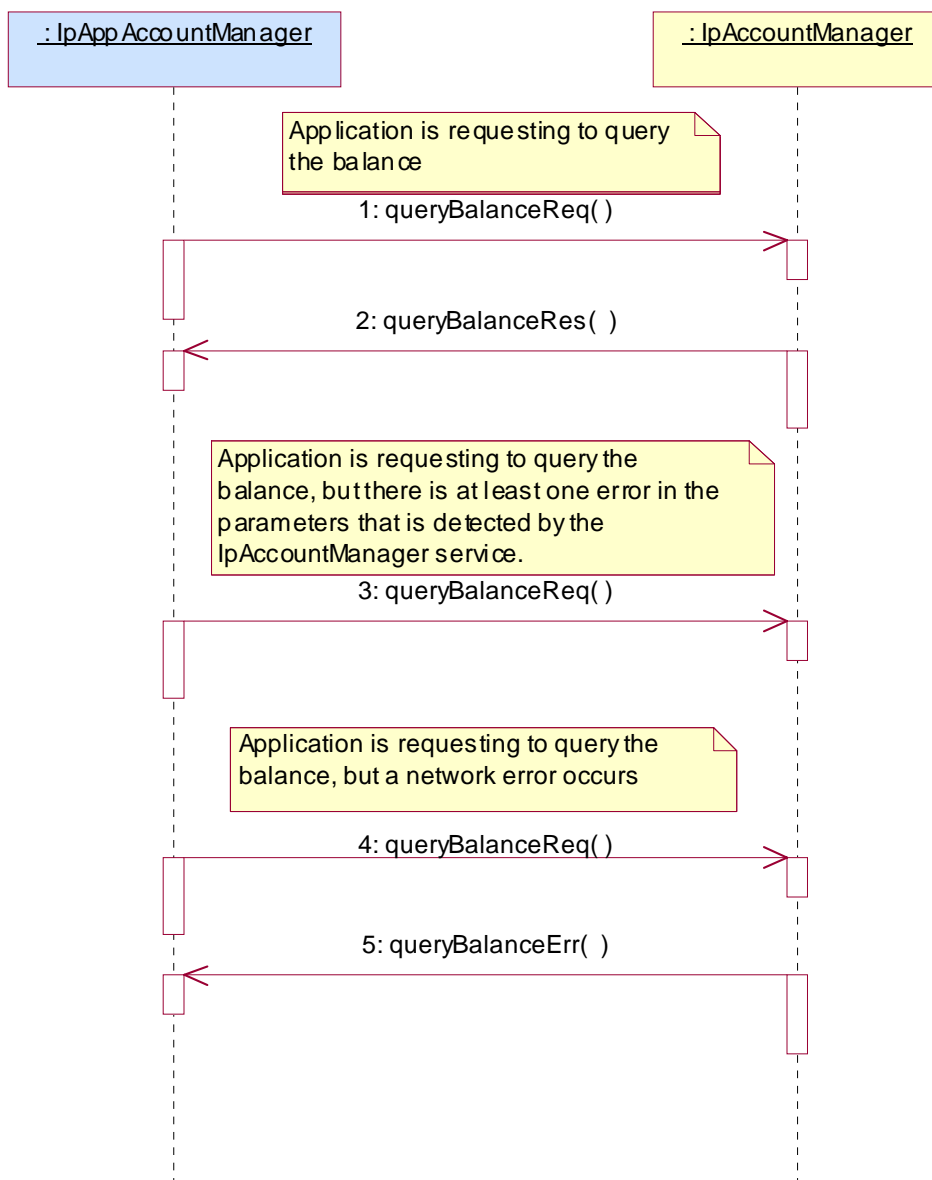 : IpAppAccountManager
: IpAccountManager
Application is requesting to query
the balance
1: queryBalanceReq( )
2: queryBalanceRes( )
Application is requesting to query the
balance, but there is at least one error in the
parameters that is detected by the
IpAccountManager service.
3: queryBalanceReq( )
Application is requesting to query the
balance, but a network error occurs
4: queryBalanceReq( )
5: queryBalanceErr( )